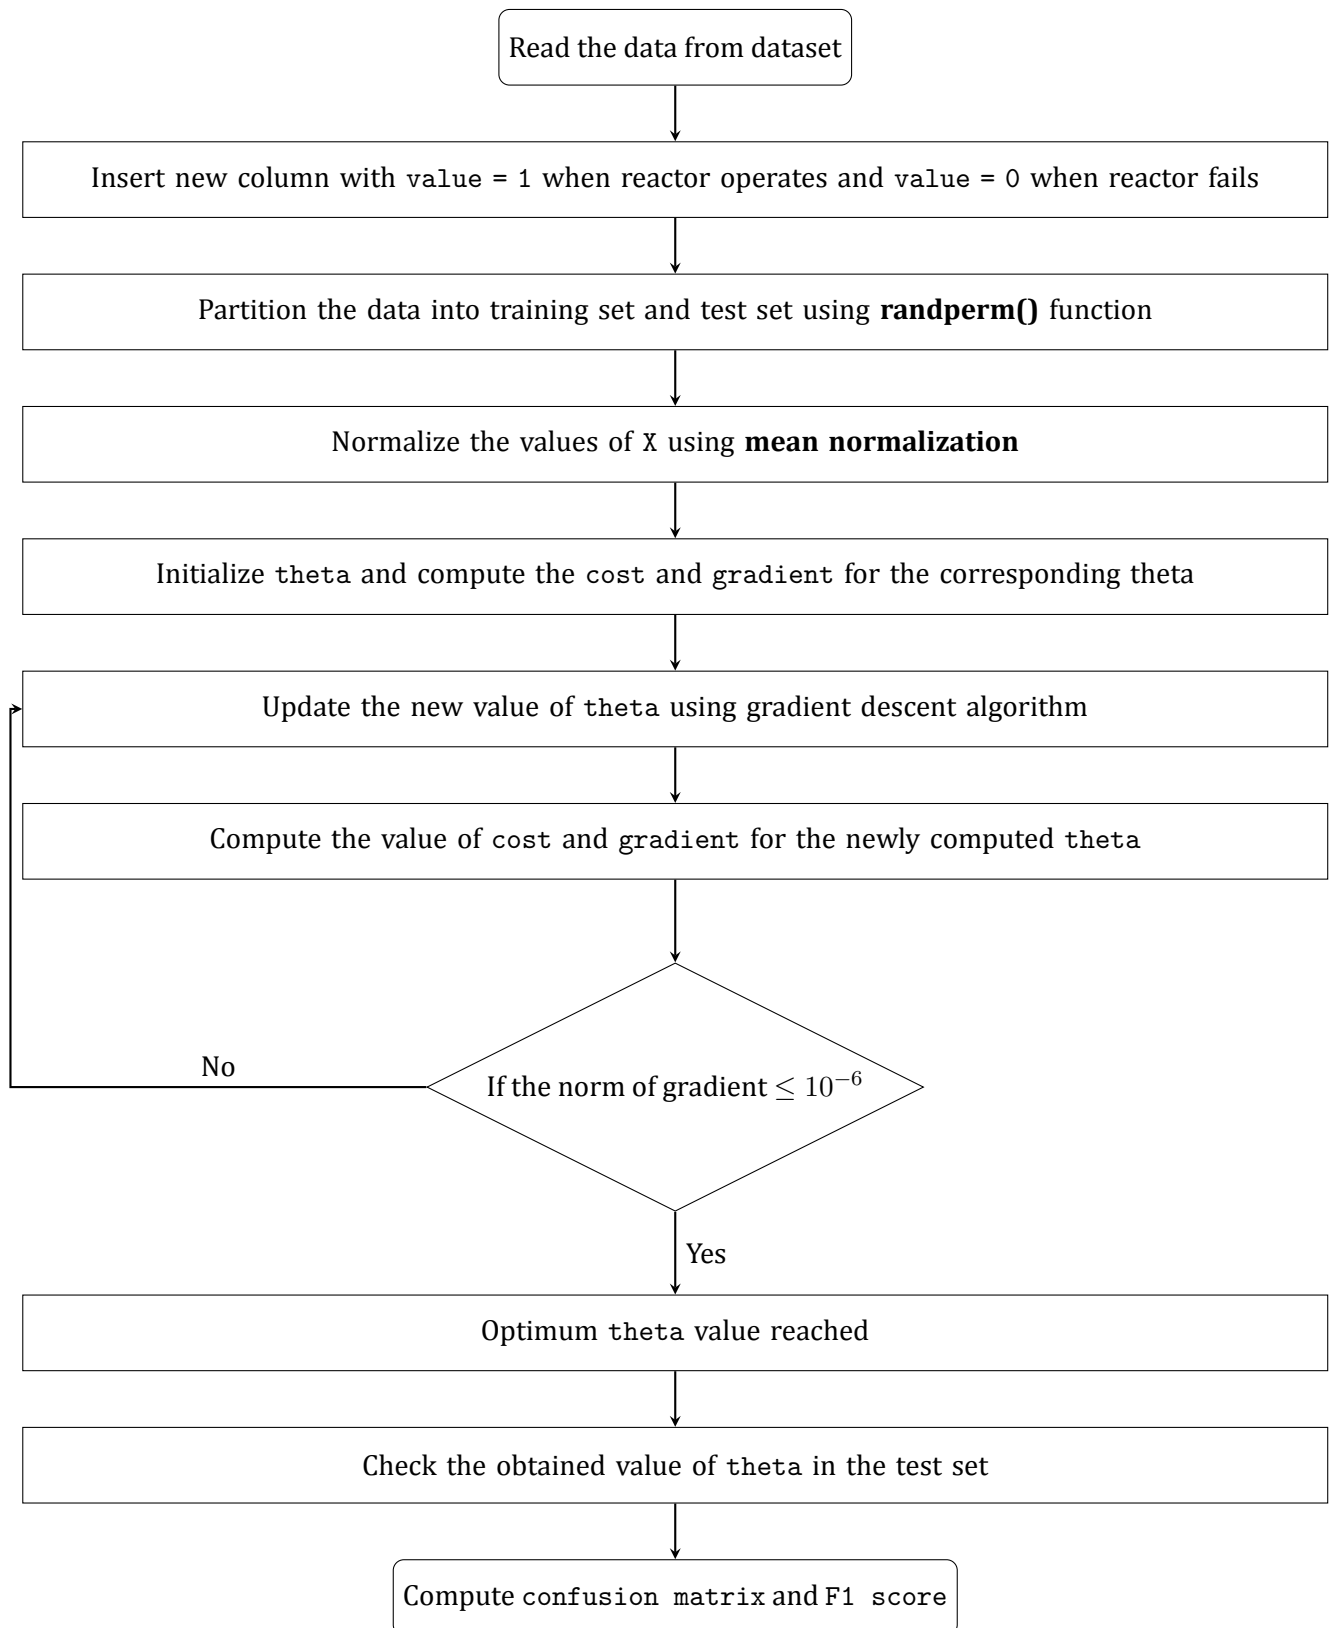 Read the data from dataset
Insert new column with value = 1 when reactor operates and value = 0 when reactor fails
Partition the data into training set and test set using randperm() function
Normalize the values of X using mean normalization
Initialize theta and compute the cost and gradient for the corresponding theta
Update the new value of theta using gradient descent algorithm
Compute the value of cost and gradient for the newly computed theta
No
If the norm of gradient ≤ 10⁻⁶
Yes
Optimum theta value reached
Check the obtained value of theta in the test set
Compute confusion matrix and F1 score